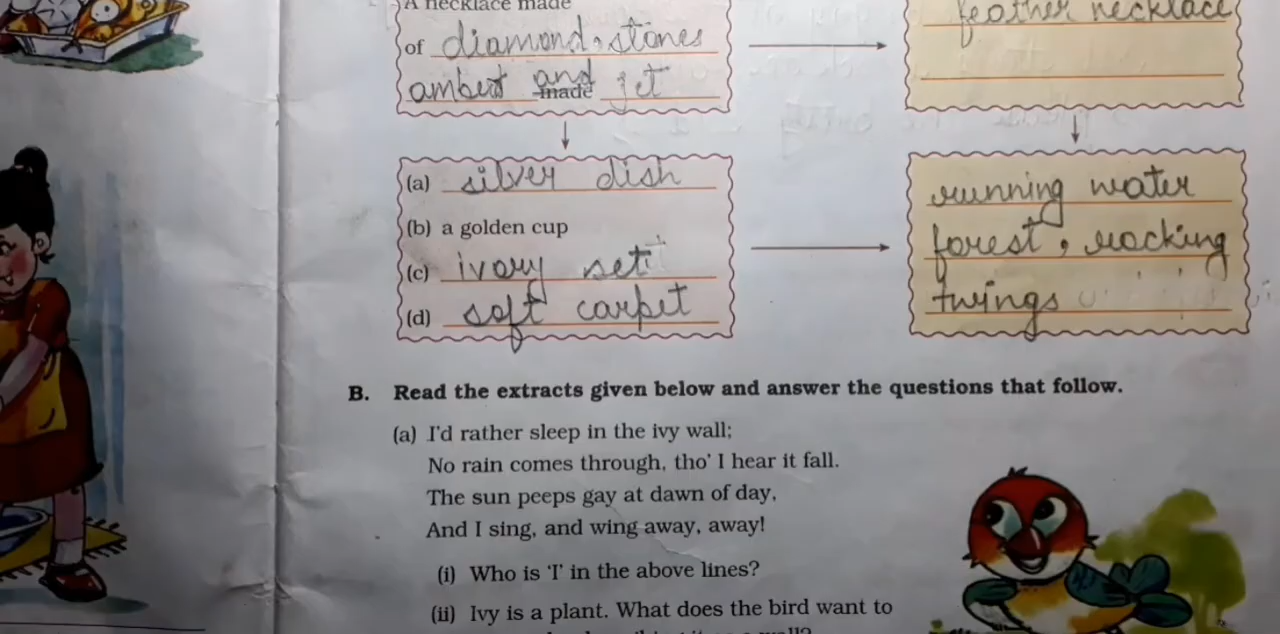 A necklace made
of diamond, stones
ambert and made jet
feather necklace
(a) silver dish
(b) a golden cup
(c) ivory set
(d) soft carpet
running water
forest, rocking
twings
B. Read the extracts given below and answer the questions that follow.
(a) I'd rather sleep in the ivy wall;
No rain comes through, tho' I hear it fall.
The sun peeps gay at dawn of day,
And I sing, and wing away, away!
(i) Who is 'I' in the above lines?
(ii) Ivy is a plant. What does the bird want to